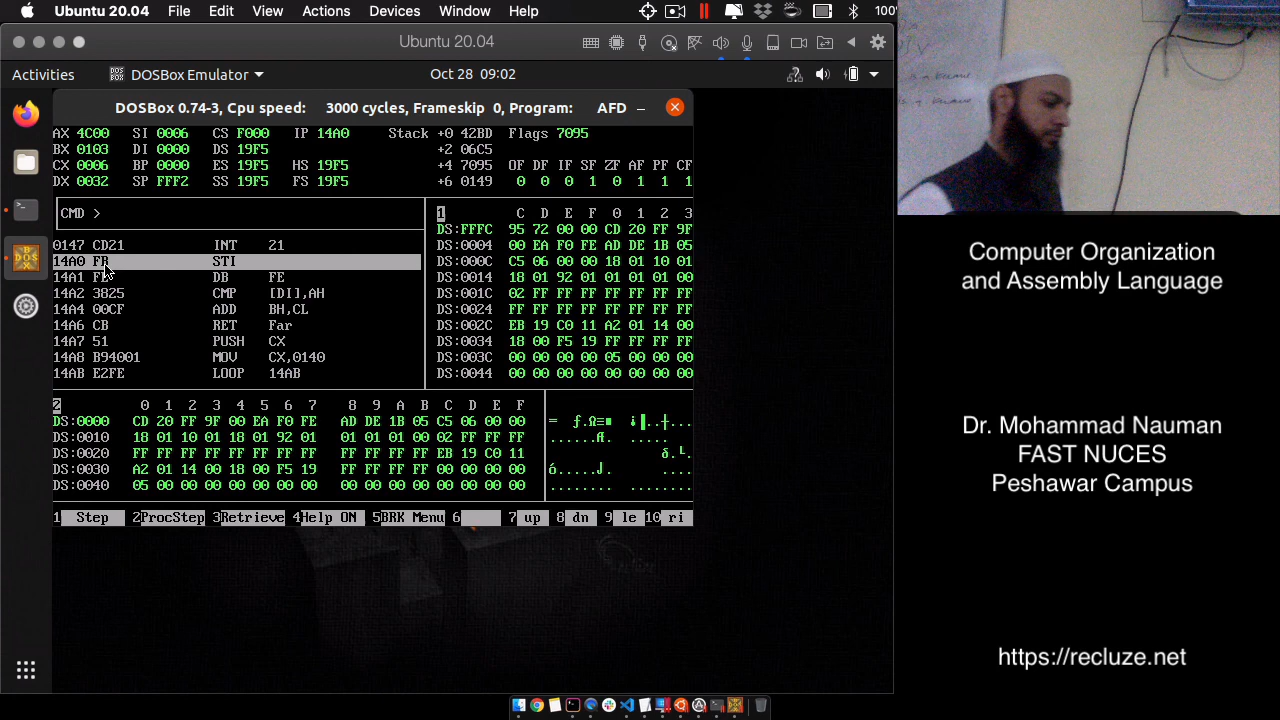 Ubuntu 20.04 File Edit View Actions Devices Window Help 100%
Ubuntu 20.04
Activities DOSBox Emulator Oct 28 09:02
DOSBox 0.74-3, Cpu speed: 3000 cycles, Frameskip 0, Program: AFD
AX 4C00 SI 0006 CS F000 IP 14A0 Stack +0 42BD Flags 7095
BX 0103 DI 0000 DS 19F5 +2 06C5
CX 0006 BP 0000 ES 19F5 HS 19F5 +4 7095 OF DF IF SF ZF AF PF CF
DX 0032 SP FFF2 SS 19F5 FS 19F5 +6 0149 0 0 0 1 0 1 1 1
CMD >
1 C D E F 0 1 2 3
DS:FFFC 95 72 00 00 CD 20 FF 9F
0147 CD21 INT 21 DS:0004 00 EA F0 FE AD DE 1B 05
14A0 FB STI DS:000C C5 06 00 00 18 01 10 01
14A1 FE DB FE DS:0014 18 01 92 01 01 01 01 00
14A2 3825 CMP [DI],AH DS:001C 02 FF FF FF FF FF FF FF
14A4 00CF ADD BH,CL DS:0024 FF FF FF FF FF FF FF FF
14A6 CB RET Far DS:002C EB 19 C0 11 A2 01 14 00
14A7 51 PUSH CX DS:0034 18 00 F5 19 FF FF FF FF
14A8 B94001 MOV CX,0140 DS:003C 00 00 00 00 05 00 00 00
14AB E2FE LOOP 14AB DS:0044 00 00 00 00 00 00 00 00
2 0 1 2 3 4 5 6 7 8 9 A B C D E F
DS:0000 CD 20 FF 9F 00 EA F0 FE AD DE 1B 05 C5 06 00 00
DS:0010 18 01 10 01 18 01 92 01 01 01 01 00 02 FF FF FF
DS:0020 FF FF FF FF FF FF FF FF FF FF FF FF EB 19 C0 11
DS:0030 A2 01 14 00 18 00 F5 19 FF FF FF FF 00 00 00 00
DS:0040 05 00 00 00 00 00 00 00 00 00 00 00 00 00 00 00
1 Step 2 ProcStep 3 Retrieve 4 Help ON 5 BRK Menu 6 7 up 8 dn 9 le 10 ri
Computer Organization
and Assembly Language
Dr. Mohammad Nauman
FAST NUCES
Peshawar Campus
https://recluze.net